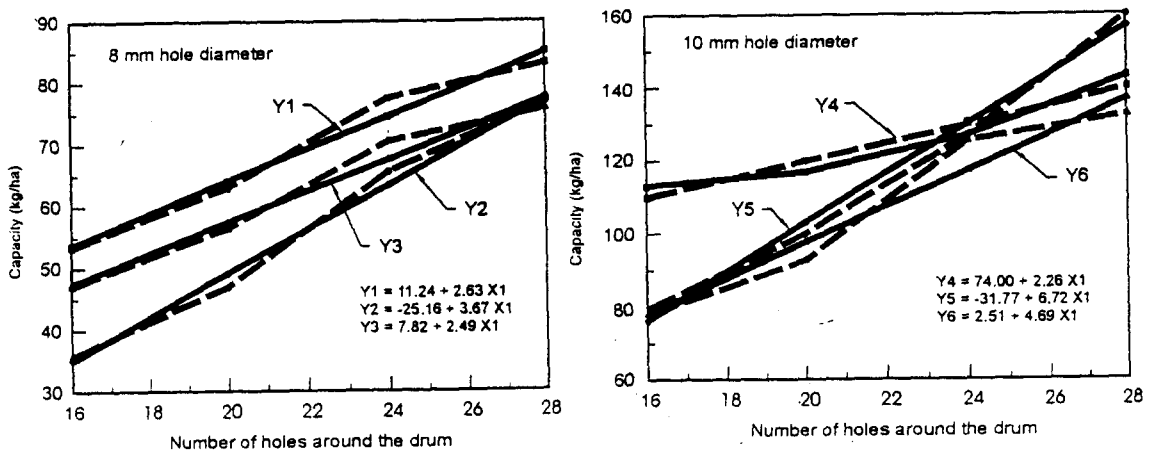 90
8 mm hole diameter
80
Y1
70
Capacity (kg/ha)
60
Y2
Y3
50
Y1 = 11.24 + 2.63 X1
Y2 = -25.16 + 3.67 X1
Y3 = 7.82 + 2.49 X1
40
30
16 18 20 22 24 26 28
Number of holes around the drum
160
10 mm hole diameter
140
Y4
120
Capacity (kg/ha)
Y6
Y5
100
Y4 = 74.00 + 2.26 X1
Y5 = -31.77 + 6.72 X1
Y6 = 2.51 + 4.69 X1
80
60
16 18 20 22 24 26 28
Number of holes around the drum